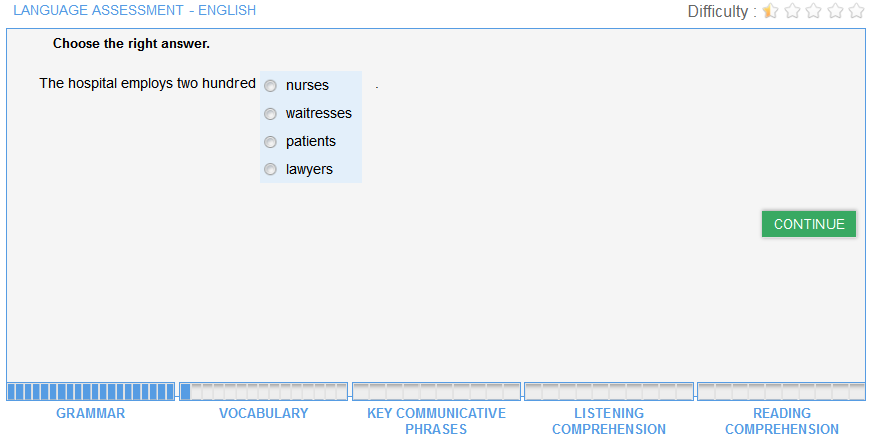 LANGUAGE ASSESSMENT - ENGLISH
Difficulty :
Choose the right answer.
The hospital employs two hundred
nurses
.
waitresses
patients
lawyers
CONTINUE
GRAMMAR
VOCABULARY
KEY COMMUNICATIVE
PHRASES
LISTENING
COMPREHENSION
READING
COMPREHENSION